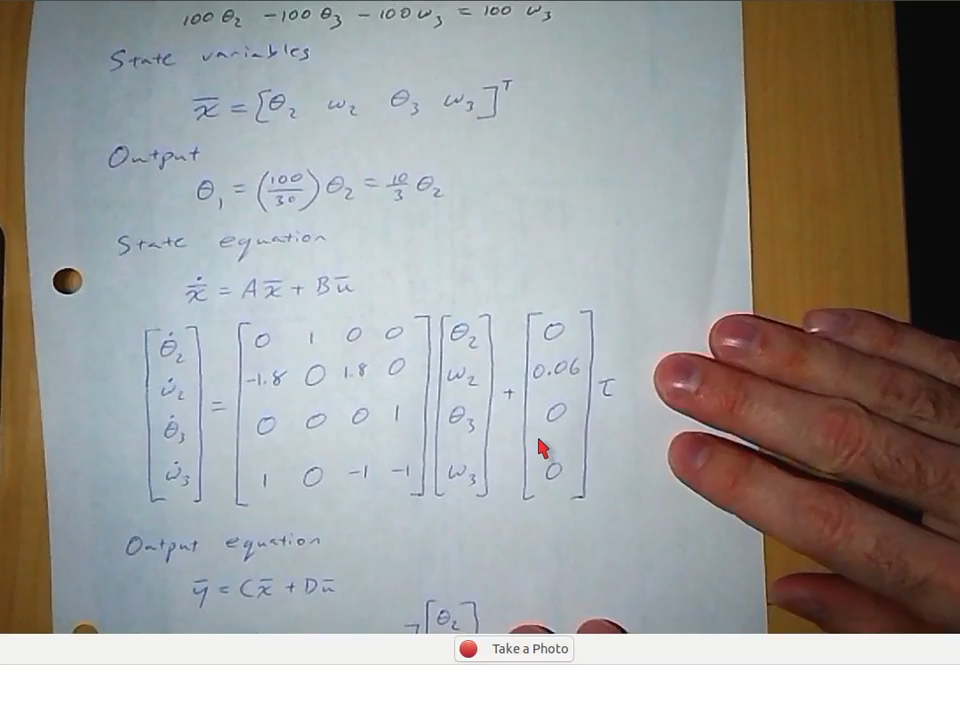 100 θ₂ - 100 θ₃ - 100 ω₃ = 100 ω̇₃
State variables
x̄ = [θ₂ ω₂ θ₃ ω₃]ᵀ
Output
θ₁ = (100/30) θ₂ = 10/3 θ₂
State equation
ẋ̄ = Ax̄ + Bū
[θ̇₂] = [0 1 0 0] [θ₂] + [0] τ
[ω̇₂] [-1.8 0 1.8 0] [ω₂] [0.06]
[θ̇₃] [0 0 0 1] [θ₃] [0]
[ω̇₃] [1 0 -1 -1] [ω₃] [0]
Output equation
ȳ = Cx̄ + Dū
[θ₂]
Take a Photo